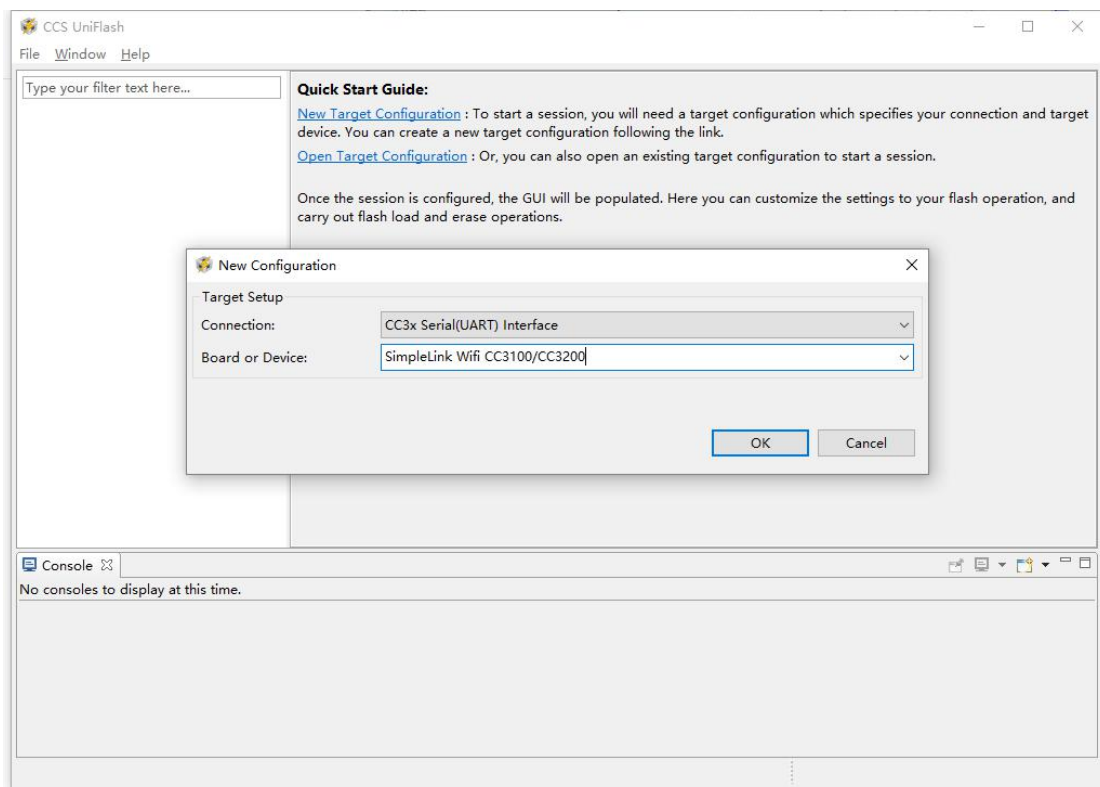 CCS UniFlash
File Window Help
Type your filter text here...
Quick Start Guide:
New Target Configuration : To start a session, you will need a target configuration which specifies your connection and target
device. You can create a new target configuration following the link.
Open Target Configuration : Or, you can also open an existing target configuration to start a session.
Once the session is configured, the GUI will be populated. Here you can customize the settings to your flash operation, and
carry out flash load and erase operations.
New Configuration
Target Setup
Connection: CC3x Serial(UART) Interface
Board or Device: SimpleLink Wifi CC3100/CC3200
OK Cancel
Console
No consoles to display at this time.